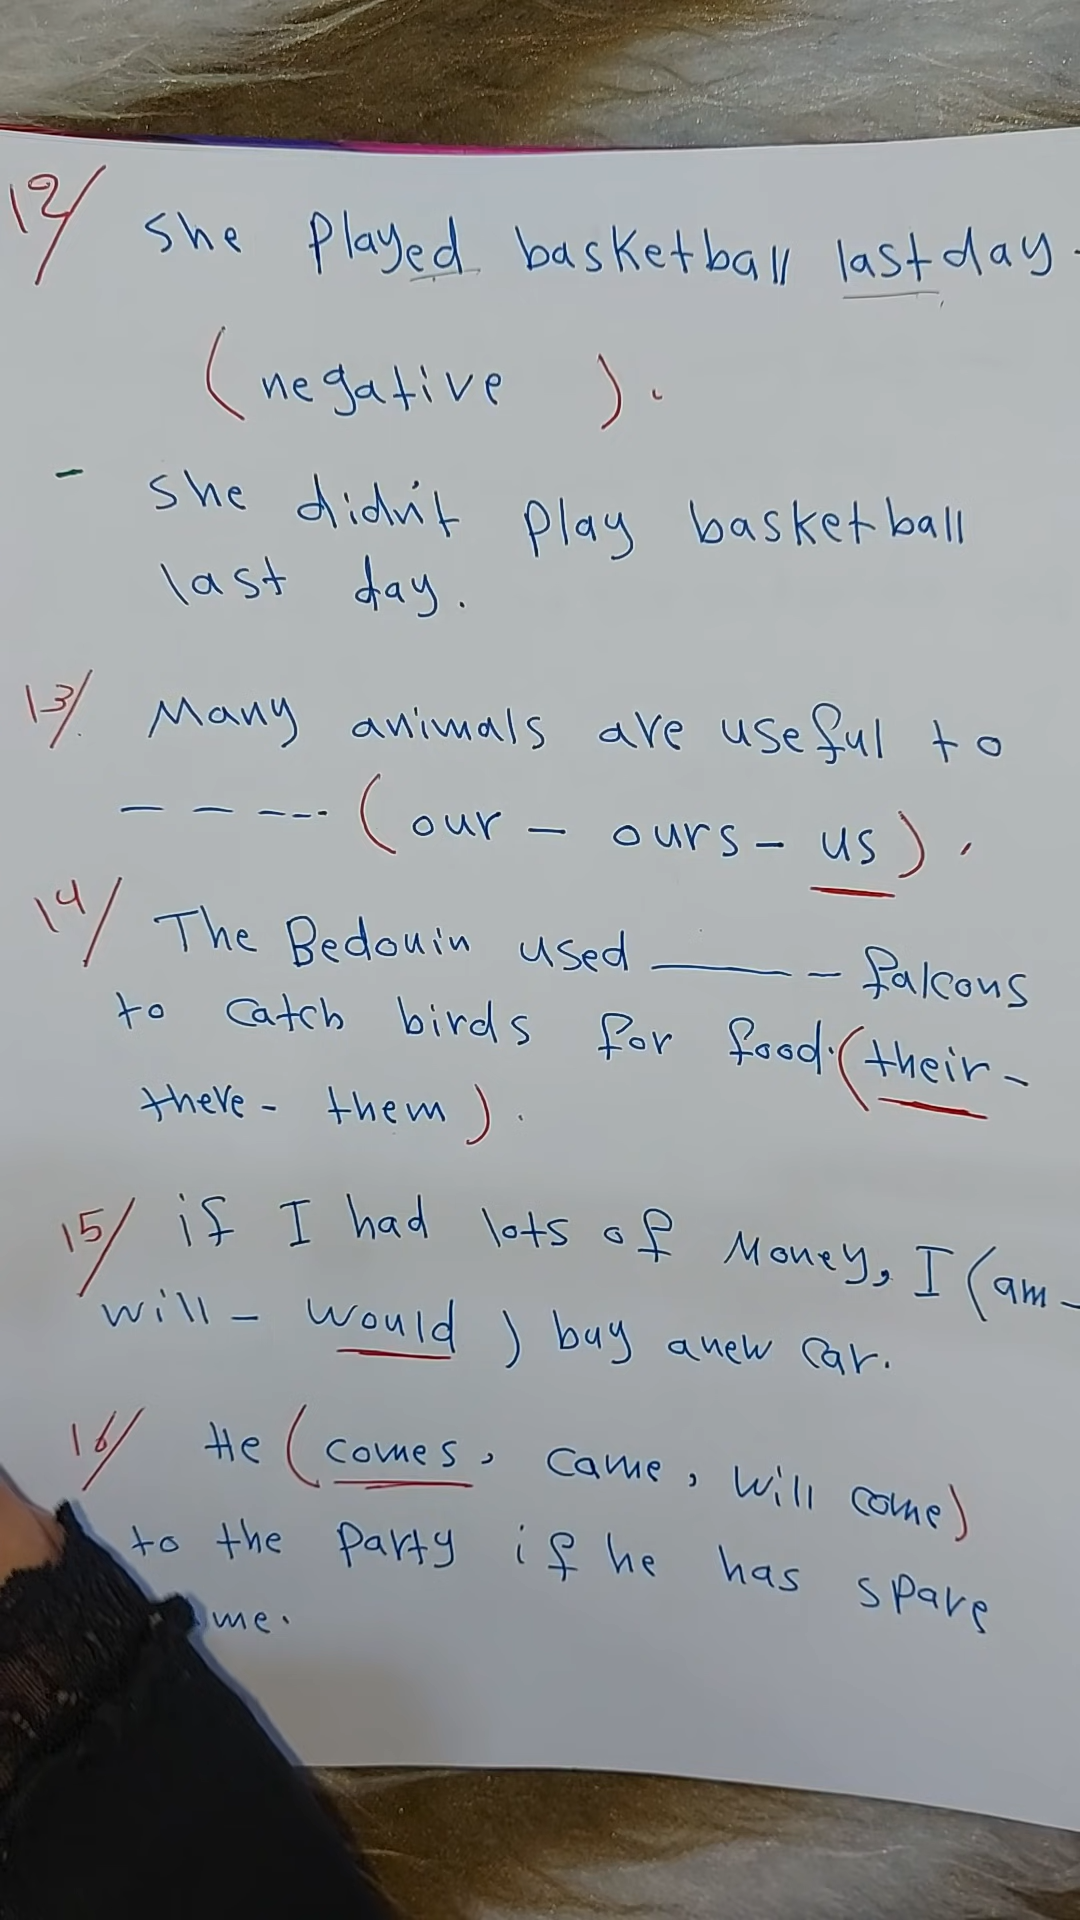 12/ She played basketball last day.
(negative).
- She didn't play basketball
last day.
13/. Many animals are useful to
----- (our - ours - us).
14/ The Bedouin used ------ falcons
to catch birds for food. (their -
there - them).
15/ if I had lots of Money, I (am -
will - would) buy anew car.
16/ He (comes, came, will come)
to the party if he has spare
me.